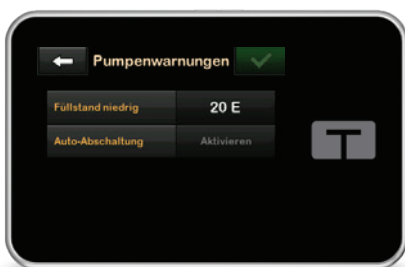 Pumpenwarnungen
Füllstand niedrig 20 E
Auto-Abschaltung Aktivieren